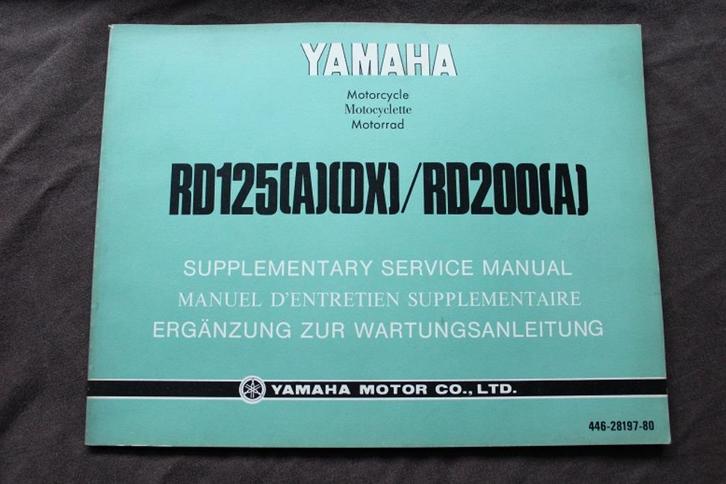 YAMAHA
Motorcycle
Motocyclette
Motorrad
RD125(A)(DX)/RD200(A)
SUPPLEMENTARY SERVICE MANUAL
MANUEL D'ENTRETIEN SUPPLEMENTAIRE
ERGÄNZUNG ZUR WARTUNGSANLEITUNG
YAMAHA MOTOR CO., LTD.
446-28197-80